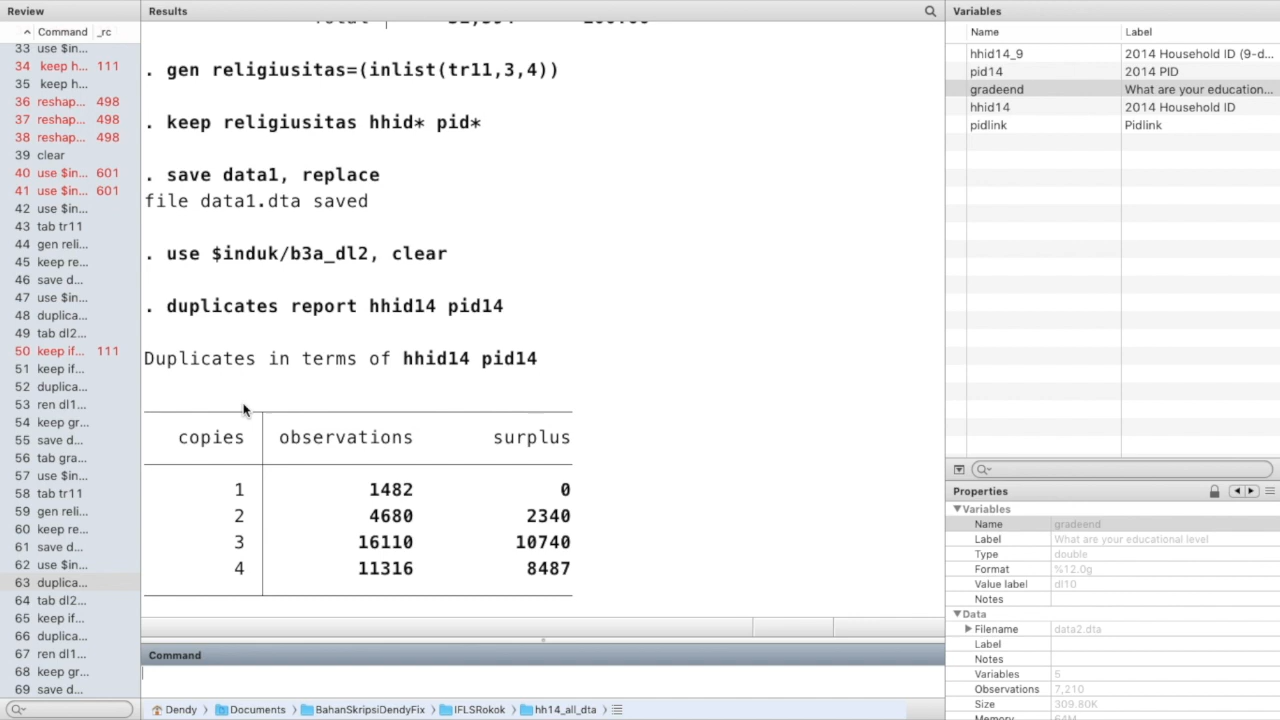 Review
Results
Variables
Command _rc
33 use $in...
34 keep h... 111
35 keep h...
36 reshap... 498
37 reshap... 498
38 reshap... 498
39 clear
40 use $in... 601
41 use $in... 601
42 use $in...
43 tab tr11
44 gen reli...
45 keep re...
46 save d...
47 use $in...
48 duplica...
49 tab dl2...
50 keep if... 111
51 keep if...
52 duplica...
53 ren dl1...
54 keep gr...
55 save d...
56 tab gra...
57 use $in...
58 tab tr11
59 gen reli...
60 keep re...
61 save d...
62 use $in...
63 duplica...
64 tab dl2...
65 keep if...
66 duplica...
67 ren dl1...
68 keep gr...
69 save d...
. gen religiusitas=(inlist(tr11,3,4))
. keep religiusitas hhid* pid*
. save data1, replace
file data1.dta saved
. use $induk/b3a_dl2, clear
. duplicates report hhid14 pid14
Duplicates in terms of hhid14 pid14
copies observations surplus
1 1482 0
2 4680 2340
3 16110 10740
4 11316 8487
Command
Dendy
Documents
BahanSkripsiDendyFix
IFLSRokok
hh14_all_dta
Name Label
hhid14_9 2014 Household ID (9-d...
pid14 2014 PID
gradeend What are your education...
hhid14 2014 Household ID
pidlink Pidlink
Properties
Variables
Name gradeend
Label What are your educational level
Type double
Format %12.0g
Value label dl10
Notes
Data
Filename data2.dta
Label
Notes
Variables 5
Observations 7,210
Size 309.80K
Memory 64M